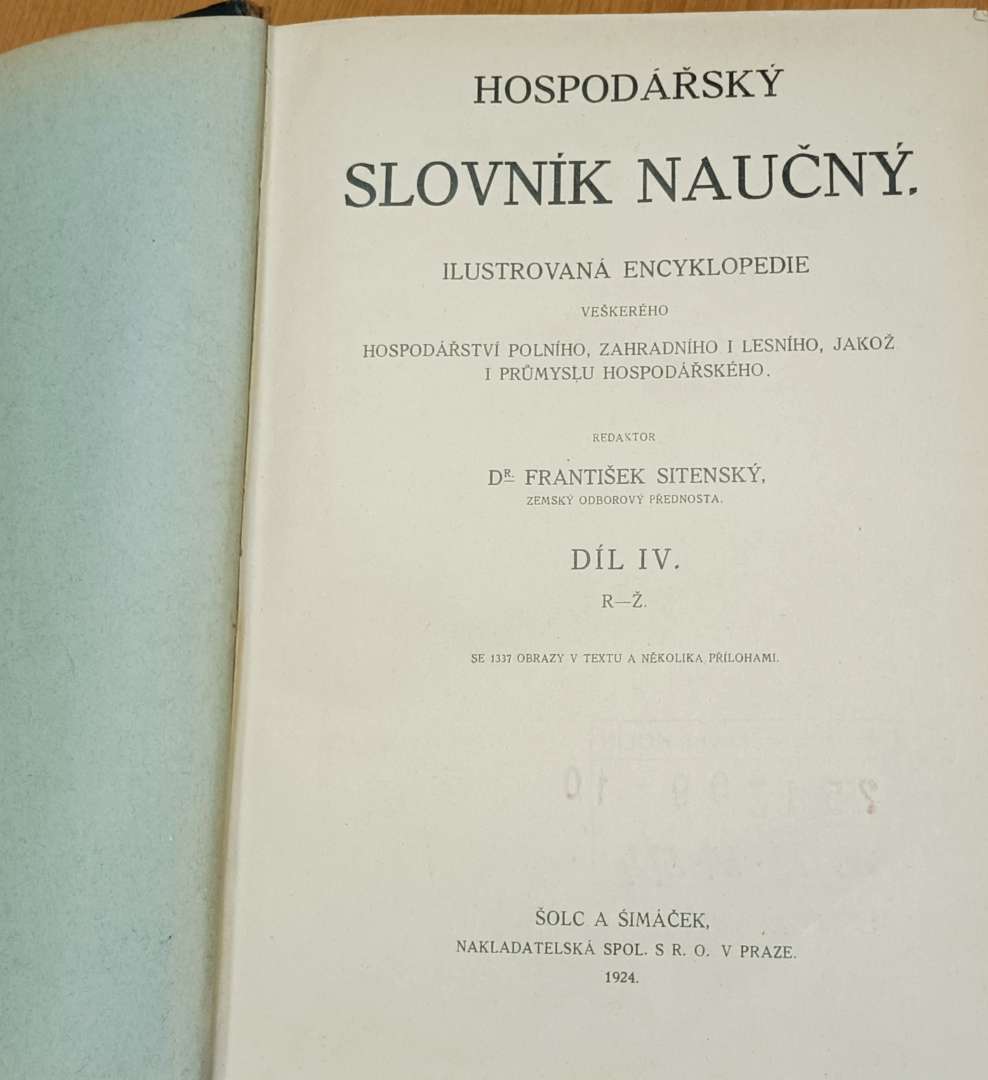 HOSPODÁŘSKÝ
SLOVNÍK NAUČNÝ.
ILUSTROVANÁ ENCYKLOPEDIE
VEŠKERÉHO
HOSPODÁŘSTVÍ POLNÍHO, ZAHRADNÍHO I LESNÍHO, JAKOŽ
I PRŮMYSLU HOSPODÁŘSKÉHO.
REDAKTOR
DR. FRANTIŠEK SITENSKÝ,
ZEMSKÝ ODBOROVÝ PŘEDNOSTA.
DÍL IV.
R—Ž.
SE 1337 OBRAZY V TEXTU A NĚKOLIKA PŘÍLOHAMI.
ŠOLC A ŠIMÁČEK,
NAKLADATELSKÁ SPOL. S R. O. V PRAZE.
1924.